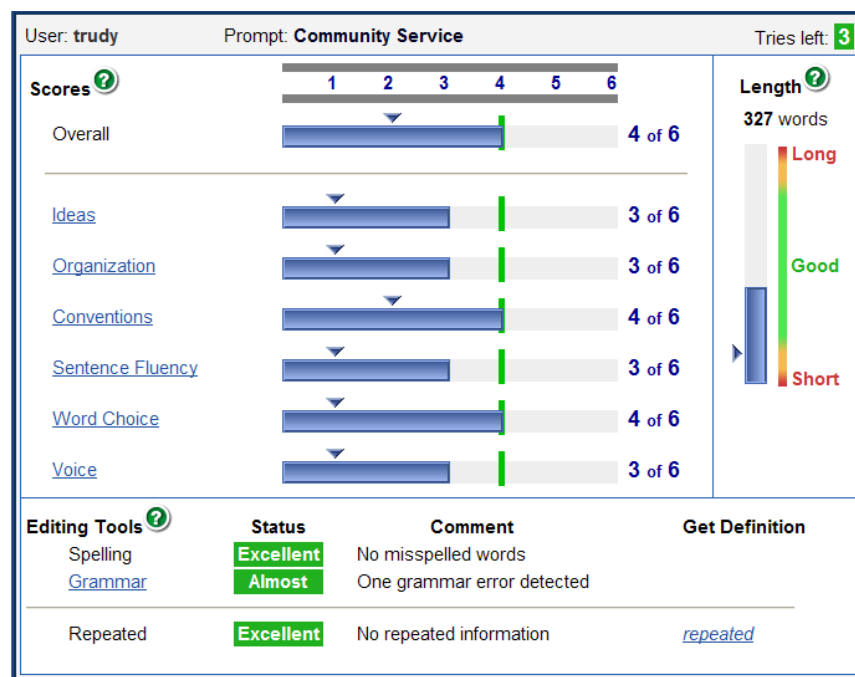 User: trudy Prompt: Community Service Tries left: 3
Scores ? 1 2 3 4 5 6 Length ?
327 words
Overall 4 of 6
Long
Ideas 3 of 6
Organization 3 of 6 Good
Conventions 4 of 6
Sentence Fluency 3 of 6 Short
Word Choice 4 of 6
Voice 3 of 6
Editing Tools ? Status Comment Get Definition
Spelling Excellent No misspelled words
Grammar Almost One grammar error detected
Repeated Excellent No repeated information repeated